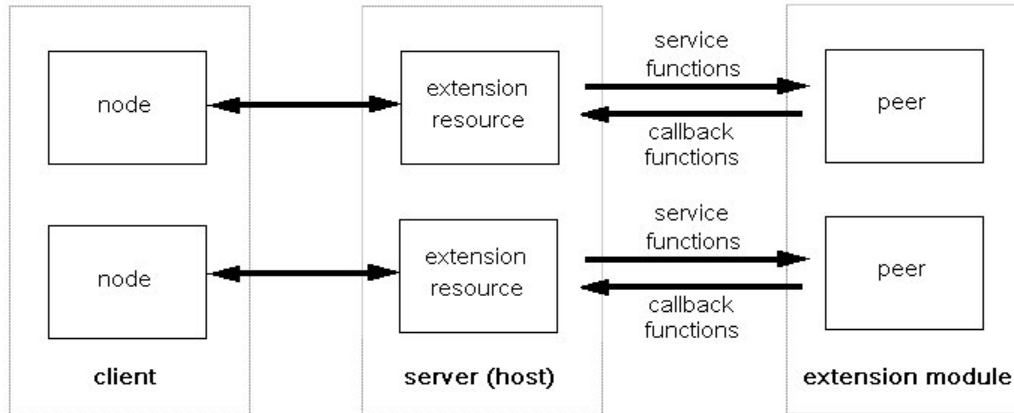 service
functions
node
extension
resource
peer
callback
functions
service
functions
node
extension
resource
peer
callback
functions
client
server (host)
extension module